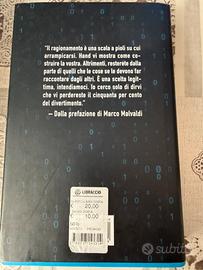 "Il ragionamento è una scala a pioli su cui
arrampicarsi. Hand vi mostra come co-
struire la vostra. Altrimenti, resterete dalla
parte di quelli che le cose se le devono far
raccontare dagli altri. È una scelta legit-
tima, intendiamoci. Io cerco solo di dirvi
che vi perdereste il cinquanta per
cento del divertimento."
— Dalla prefazione di Marco Malvaldi
LIBRACCIO
€ 20,00
€ 10,00
subito